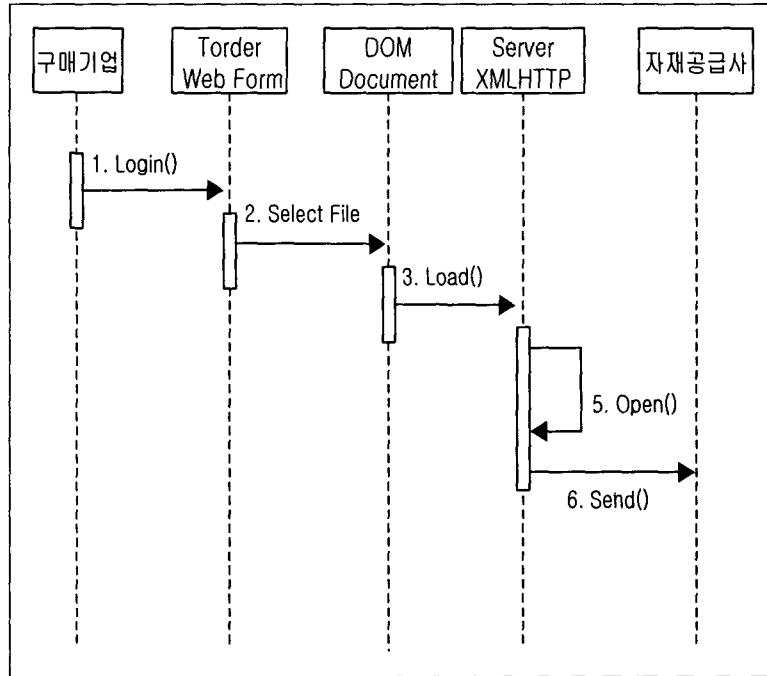 구매기업
Torder
Web Form
DOM
Document
Server
XMLHTTP
자재공급사
1. Login()
2. Select File
3. Load()
5. Open()
6. Send()